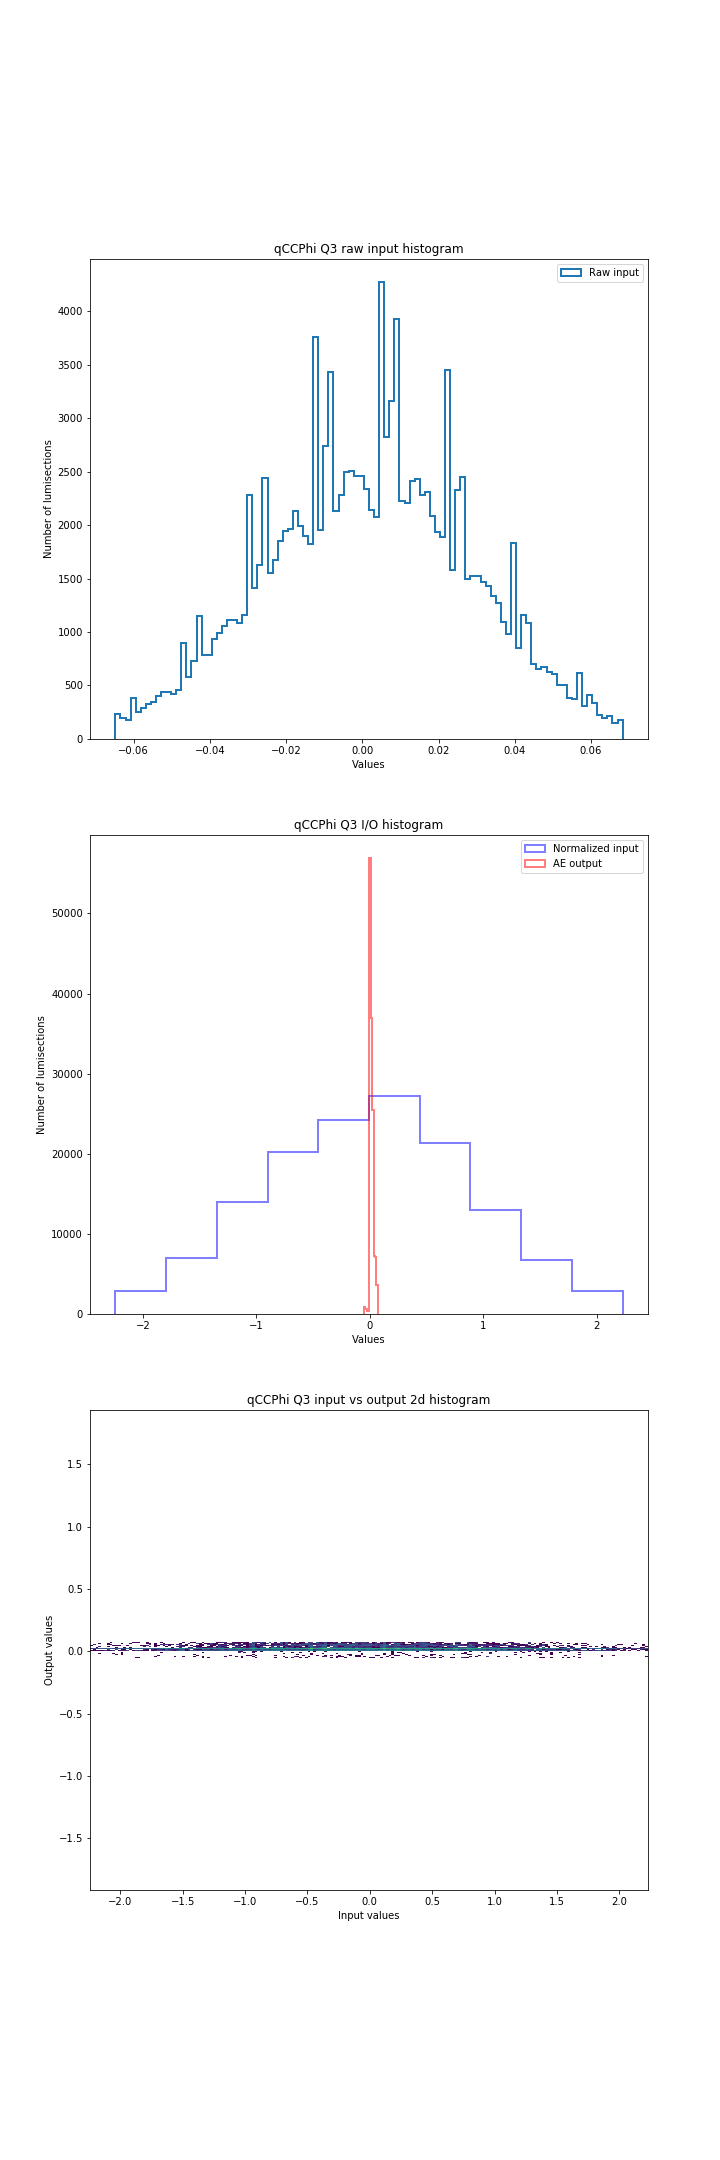 qCCPhi Q3 raw input histogram
Raw input
4000
3500
3000
2500
2000
1500
1000
500
0
Number of lumisections
−0.06 −0.04 −0.02 0.00 0.02 0.04 0.06
Values
qCCPhi Q3 I/O histogram
Normalized input
AE output
50000
40000
30000
20000
10000
0
Number of lumisections
−2 −1 0 1 2
Values
qCCPhi Q3 input vs output 2d histogram
1.5
1.0
0.5
0.0
−0.5
−1.0
−1.5
Output values
−2.0 −1.5 −1.0 −0.5 0.0 0.5 1.0 1.5 2.0
Input values